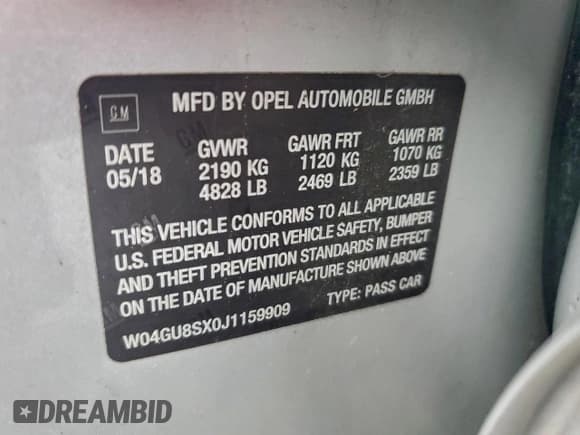 GM
MFD BY OPEL AUTOMOBILE GMBH
DATE GVWR GAWR FRT GAWR RR
05/18 2190 KG 1120 KG 1070 KG
4828 LB 2469 LB 2359 LB
THIS VEHICLE CONFORMS TO ALL APPLICABLE
U.S. FEDERAL MOTOR VEHICLE SAFETY, BUMPER
AND THEFT PREVENTION STANDARDS IN EFFECT
ON THE DATE OF MANUFACTURE SHOWN ABOVE
W04GU8SX0J1159909 TYPE: PASS CAR
DREAMBID